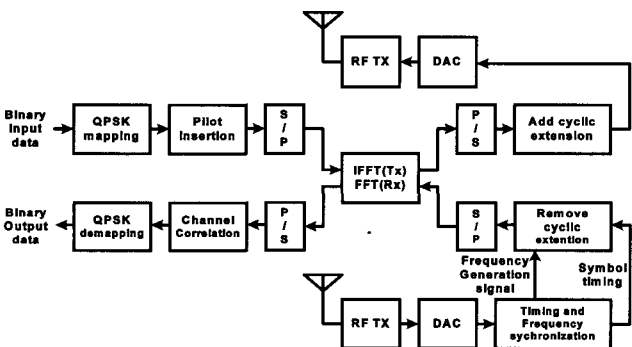 RF TX
DAC
Binary
Input
data
QPSK
mapping
Pilot
insertion
S
/
P
IFFT(Tx)
FFT(Rx)
P
/
S
Add cyclic
extension
Binary
Output
data
QPSK
demapping
Channel
Correlation
P
/
S
S
/
P
Remove
cyclic
extention
Frequency
Generation
signal
Symbol
timing
RF TX
DAC
Timing and
Frequency
sychronization